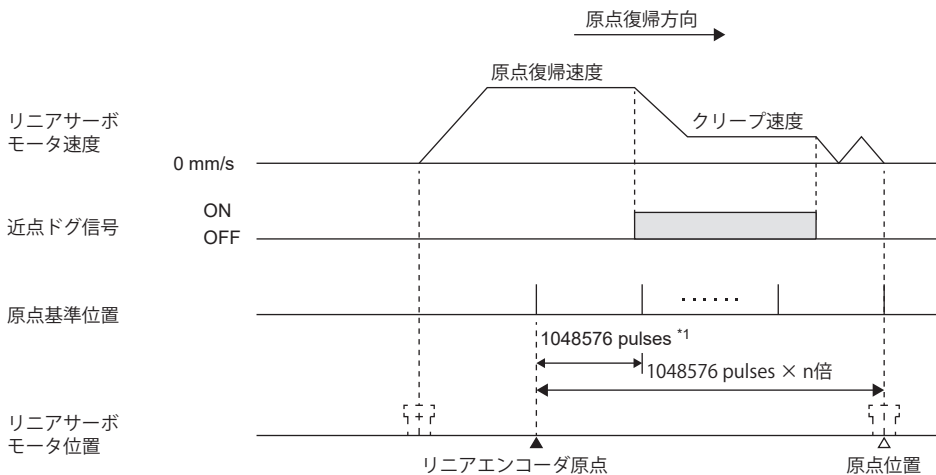 原点復帰方向
原点復帰速度
リニアサーボ
モータ速度
クリープ速度
0 mm/s
近点ドグ信号
ON
OFF
原点基準位置
1048576 pulses *1
1048576 pulses × n倍
リニアサーボ
モータ位置
リニアエンコーダ原点
原点位置